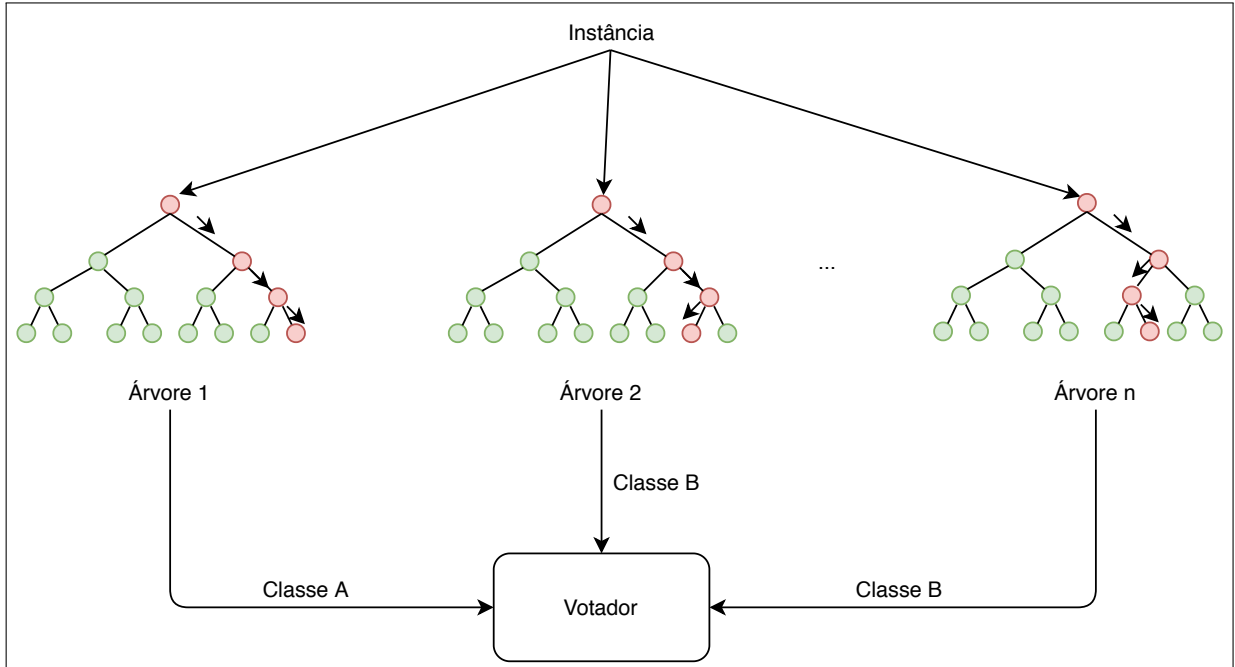 Instância
...
Árvore 1
Árvore 2
Árvore n
Classe B
Classe A
Classe B
Votador